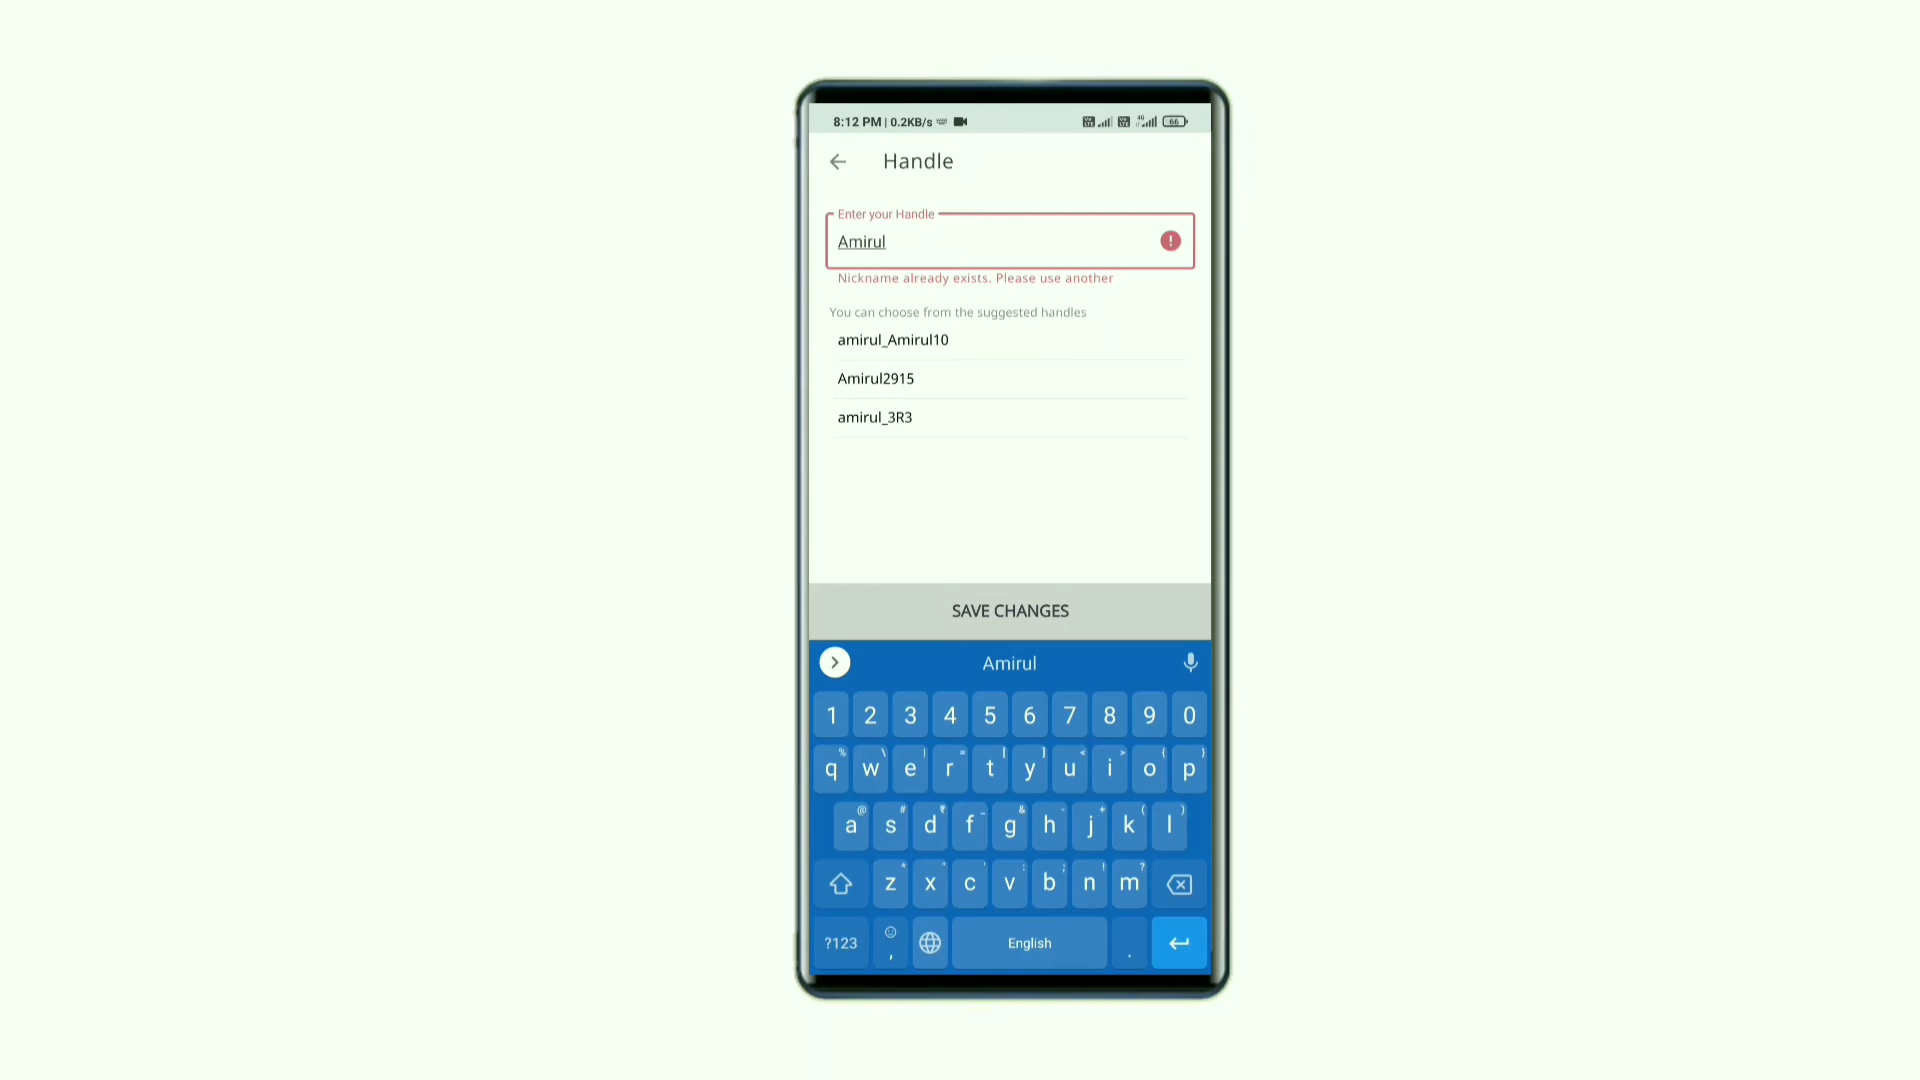 8:12 PM | 0.2KB/s
66
Handle
Enter your Handle
Amirul
Nickname already exists. Please use another
You can choose from the suggested handles
amirul_Amirul10
Amirul2915
amirul_3R3
SAVE CHANGES
Amirul
1 2 3 4 5 6 7 8 9 0
q w e r t y u i o p
a s d f g h j k l
z x c v b n m
?123 , English .